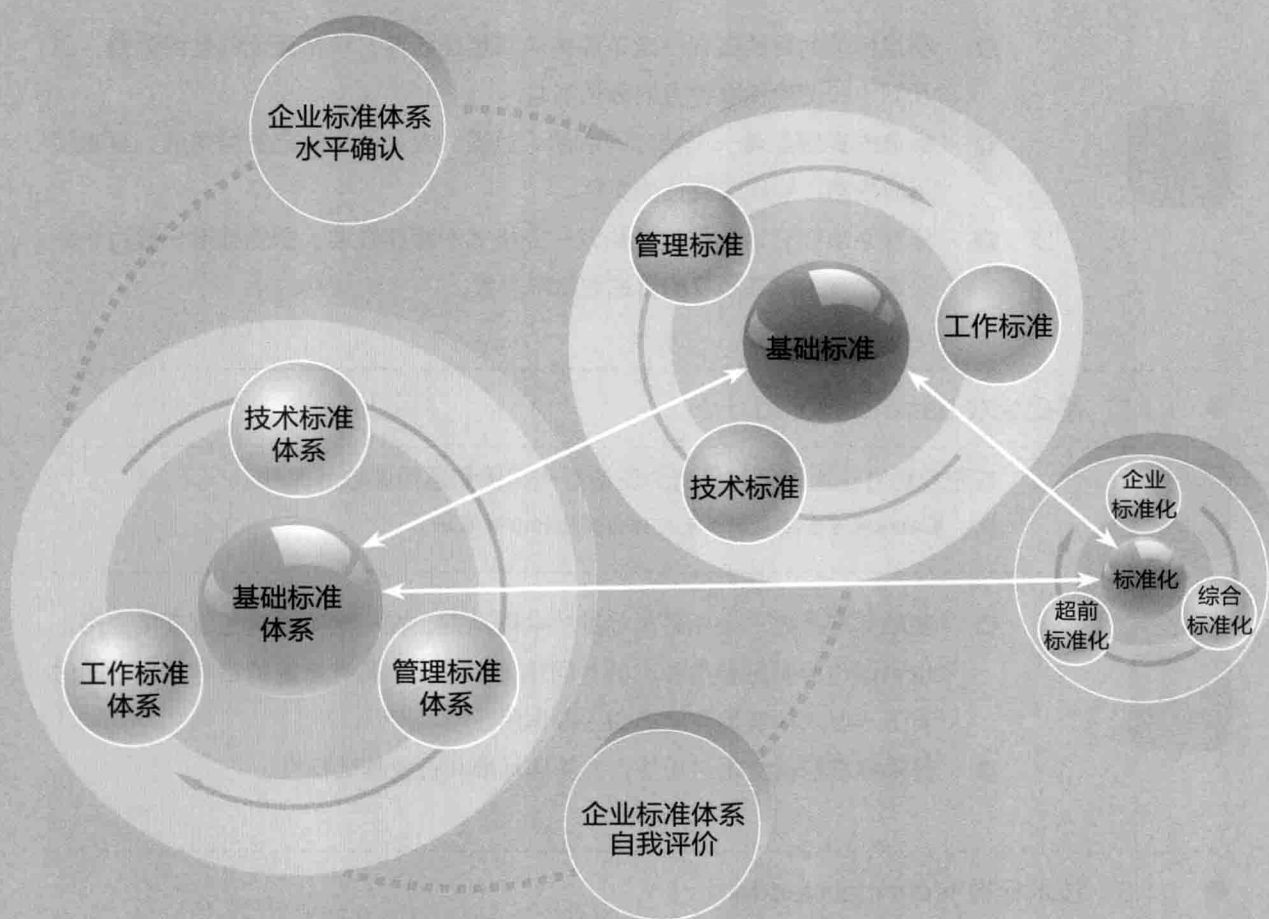 企业标准体系
水平确认
管理标准
工作标准
基础标准
技术标准
技术标准
体系
基础标准
体系
工作标准
体系
管理标准
体系
企业
标准化
标准化
超前
标准化
综合
标准化
企业标准体系
自我评价